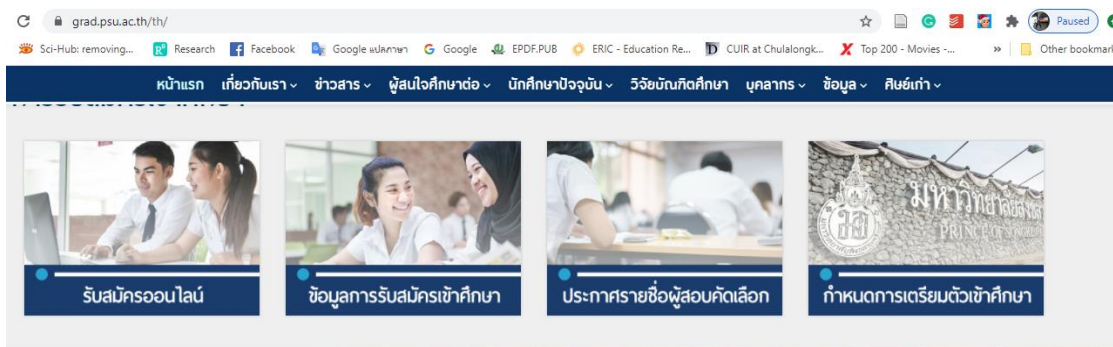 grad.psu.ac.th/th/
Paused
Sci-Hub: removing... Research Facebook Google แปลภาษา Google EPDF.PUB ERIC - Education Re... CUIR at Chulalongk... Top 200 - Movies -... » Other bookmark
หน้าแรก เกี่ยวกับเรา ข่าวสาร ผู้สนใจศึกษาต่อ นักศึกษาปัจจุบัน วิจัยบัณฑิตศึกษา บุคลากร ข้อมูล ศิษย์เก่า
มหาวิทยาลัยสงข
PRINCE OF SONGK
รับสมัครออนไลน์ ข้อมูลการรับสมัครเข้าศึกษา ประกาศรายชื่อผู้สอบคัดเลือก กำหนดการเตรียมตัวเข้าศึกษา